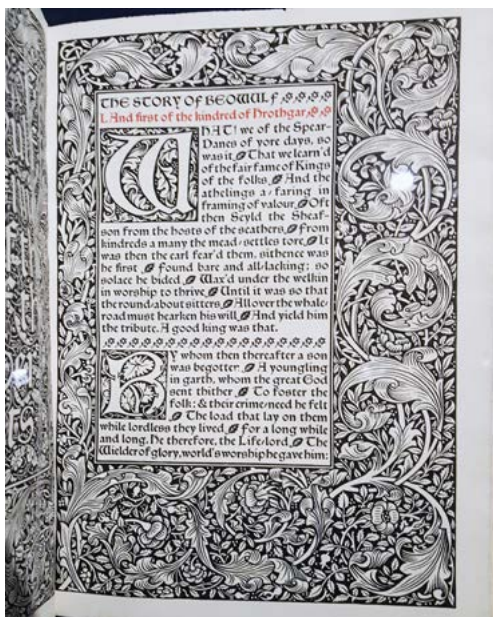 THE STORY OF BEOWULF
I. And first of the kindred of Hrothgar
WHAT! we of the Spear-
Danes of yore days, so
was it That we learn'd
of the fair fame of Kings
of the folks And the
athelings a-faring in
framing of valour. Oft
then Scyld the Sheaf-
son from the hosts of the scathers, From
kindreds a many the mead-settles tore; It
was then the earl fear'd them, sithence was
he first Found bare and all-lacking; so
solace he bided, Wax'd under the welkin
in worship to thrive, Until it was so that
the round-about sitters All over the whale-
road must hearken his will And yield him
the tribute. A good king was that.
BY whom then thereafter a son
was begotten, A youngling
in garth, whom the great God
sent thither To foster the
folk; & their crime-need he felt
The load that lay on them
while lordless they lived For a long while
and long. He therefore, the Life-lord, The
Wielder of glory, world's worship he gave him: